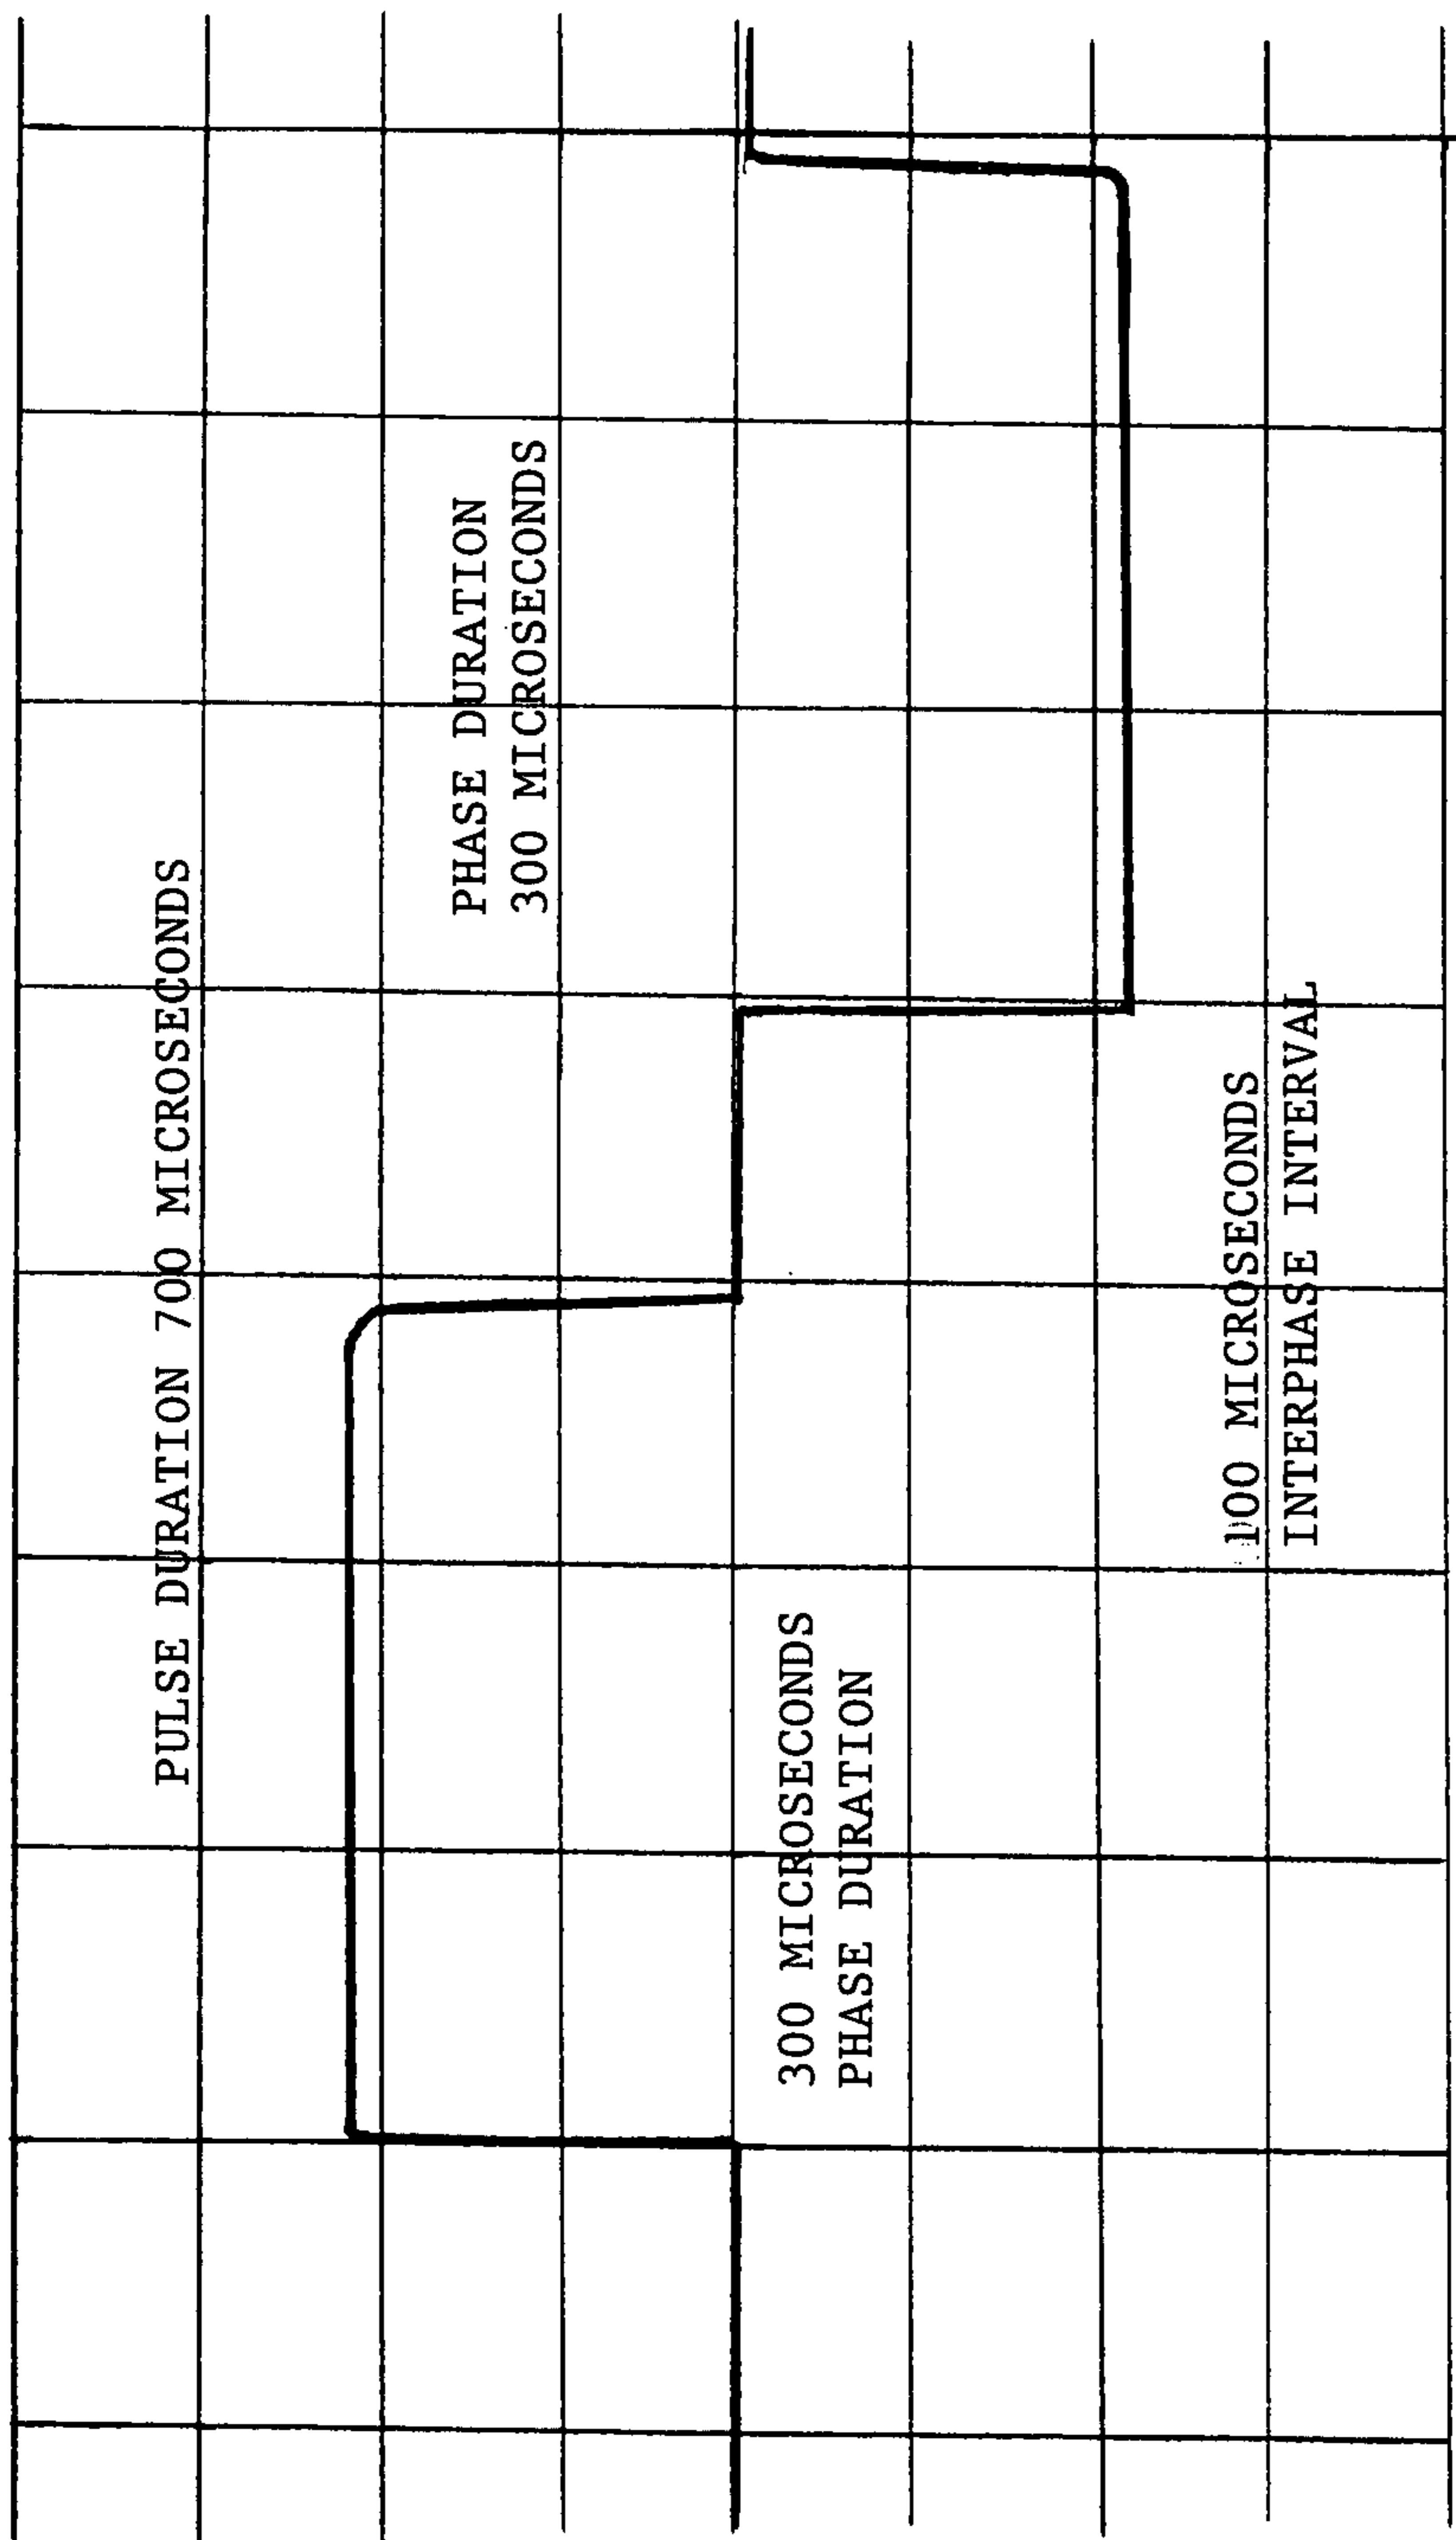 PULSE DURATION 700 MICROSECONDS
PHASE DURATION
300 MICROSECONDS
300 MICROSECONDS
PHASE DURATION
100 MICROSECONDS
INTERPHASE INTERVAL